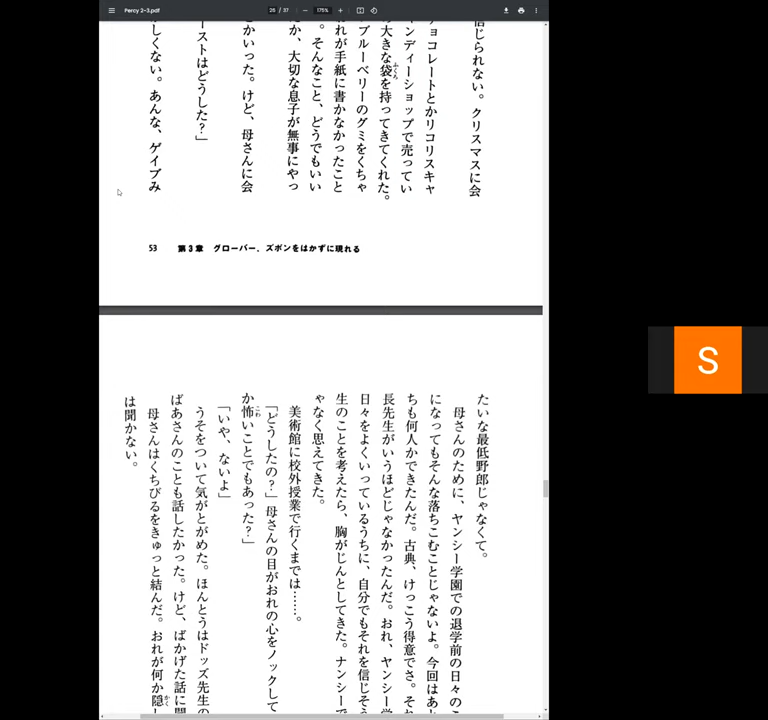 Percy 2-3.pdf
26 / 37
175%
信じられない。クリスマスに会
チョコレートとかリコリスキャ
ンディーショップで売ってい
の大きな袋を持ってきてくれた。
ふくろ
ブルーベリーのグミをくちゃ
おれが手紙に書かなかったこと
。そんなこと、どうでもいい
か、大切な息子が無事にやっ
とかいった。けど、母さんに会
ーストはどうした？」
しくない。あんな、ゲイブみ
53 第3章 グローバー、ズボンをはかずに現れる
たいな最低野郎じゃなくて。
母さんのために、ヤンシー学園での退学前の日々のこ
になってもそんな落ちこむことじゃないよ。今回はあと
ちも何人かできたんだ。古典、けっこう得意でさ。それ
長先生がいうほどじゃなかったんだ。おれ、ヤンシー学
日々をよくいっているうちに、自分でもそれを信じそう
生のことを考えたら、胸がじんとしてきた。ナンシーで
ゃなく思えてきた。
美術館に校外授業で行くまでは……。
「どうしたの？」母さんの目がおれの心をノックして
か怖いことでもあった？」
こわ
「いや、ないよ」
うそをついて気がとがめた。ほんとうはドッズ先生の
ばあさんのことも話したかった。けど、ばかげた話に聞
母さんはくちびるをきゅっと結んだ。おれが何か隠し
かく
は聞かない。
S